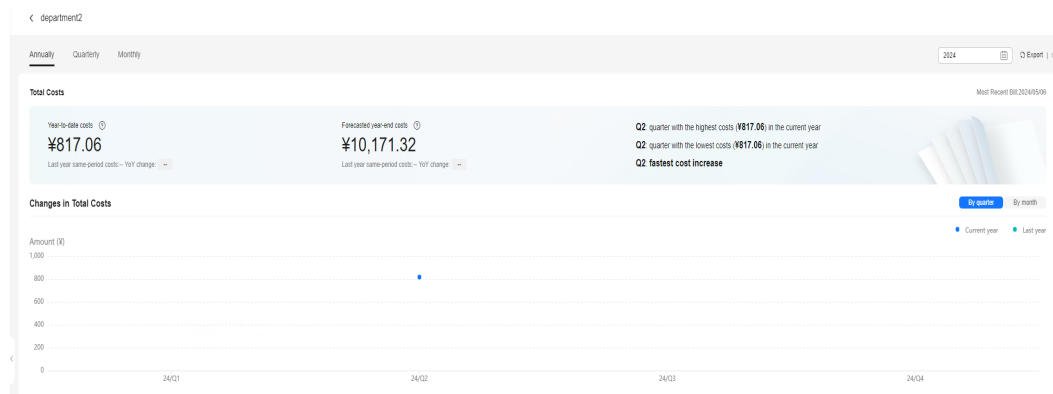 department2
Annually Quarterly Monthly
2024 Export
Total Costs
Most Recent Bill:2024/05/06
Year-to-date costs
¥817.06
Last year same-period costs:-- YoY change: --
Forecasted year-end costs
¥10,171.32
Last year same-period costs:-- YoY change: --
Q2: quarter with the highest costs (¥817.06) in the current year
Q2: quarter with the lowest costs (¥817.06) in the current year
Q2: fastest cost increase
Changes in Total Costs
By quarter By month
Current year Last year
Amount (¥)
1,000
800
600
400
200
0
24/Q1 24/Q2 24/Q3 24/Q4